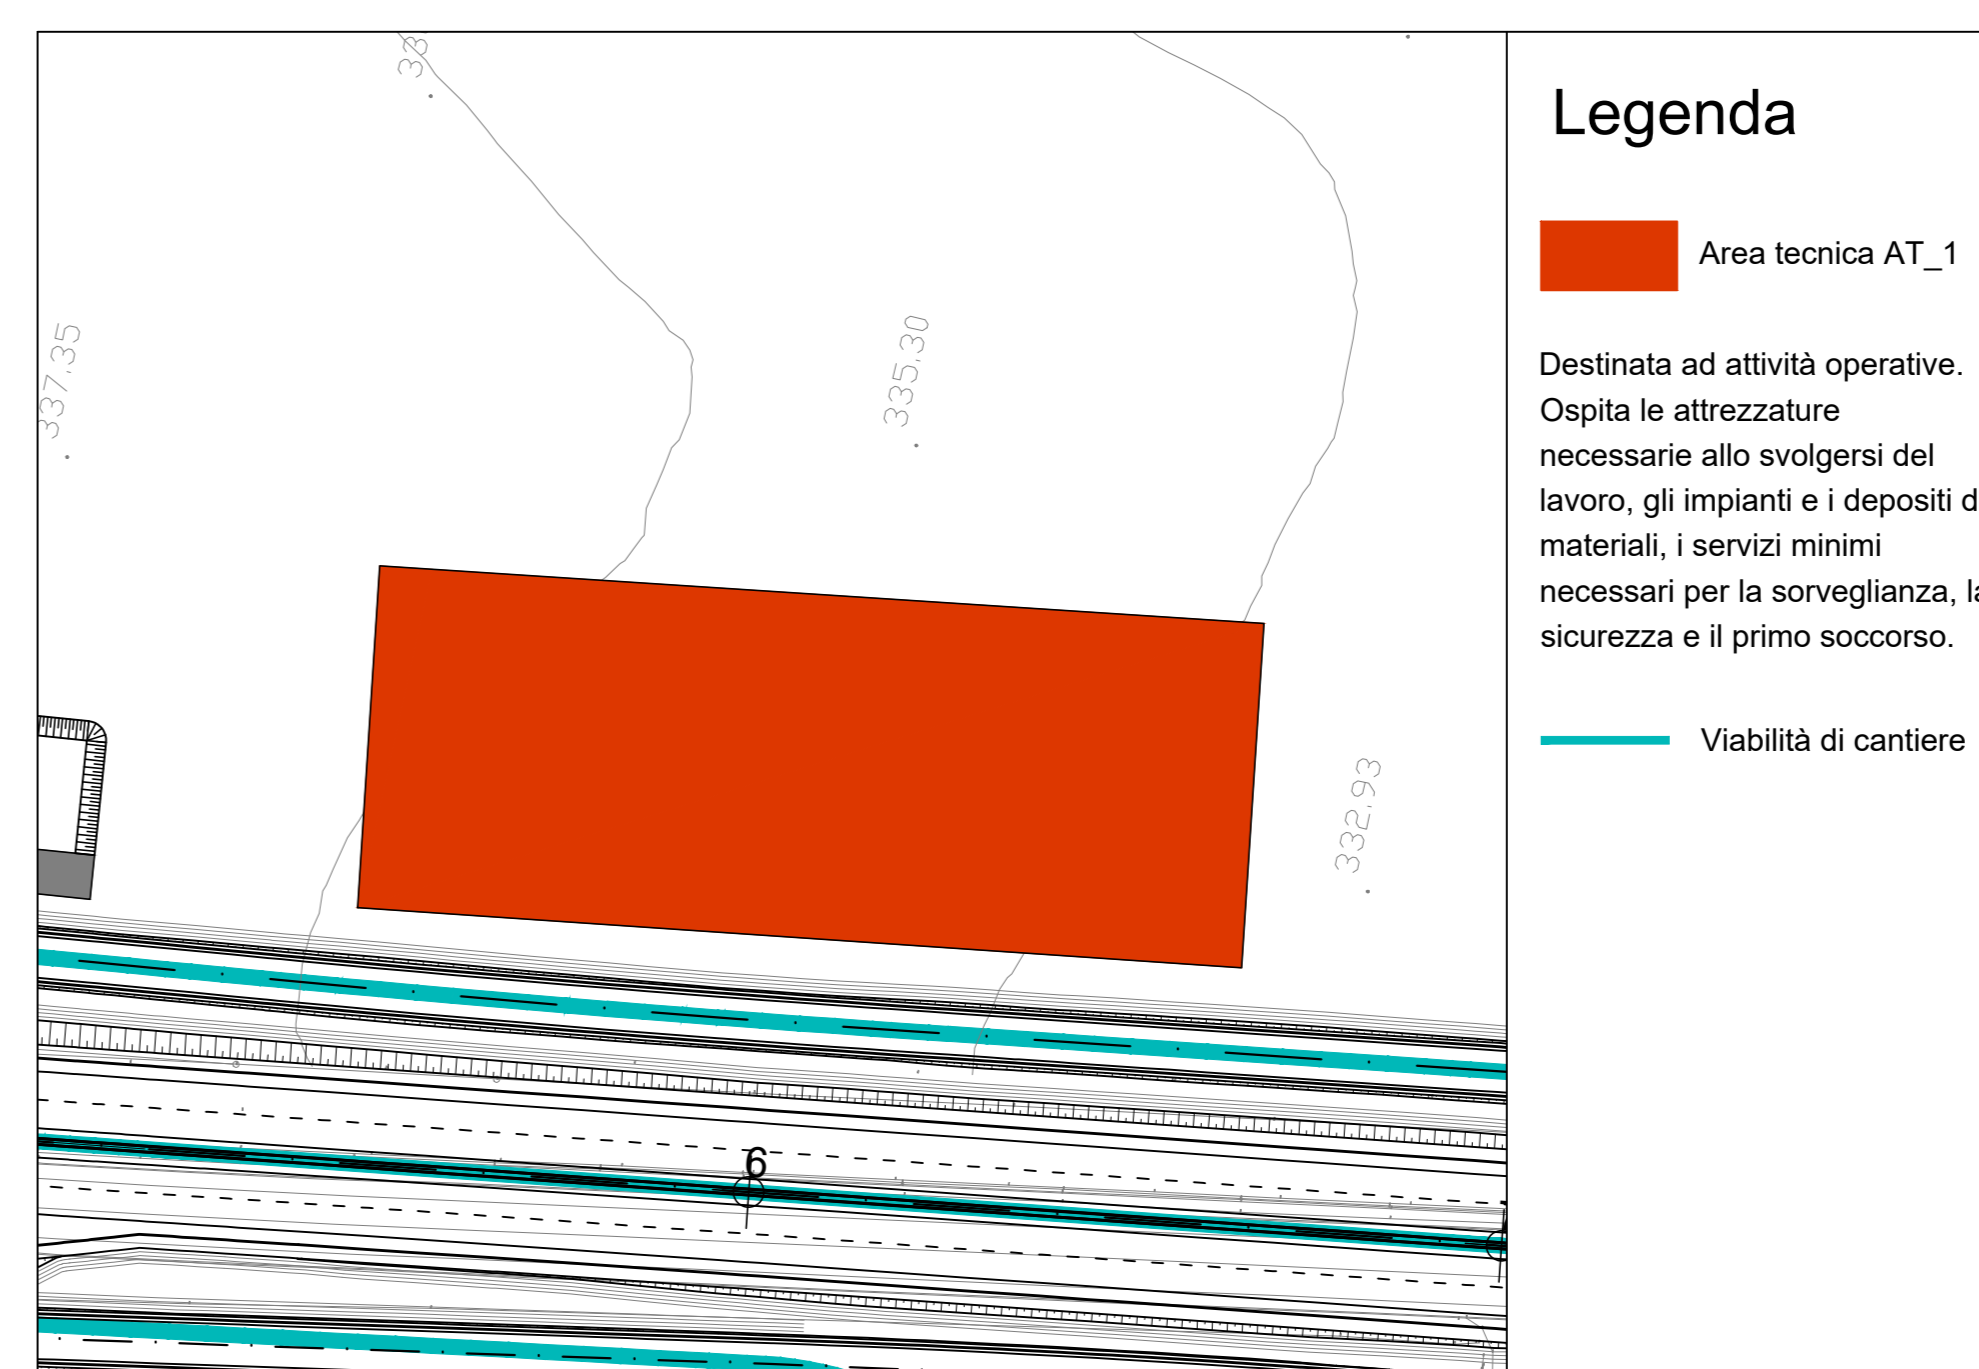 Legenda
Area tecnica AT_1
Destinata ad attività operative.
Ospita le attrezzature
necessarie allo svolgersi del
lavoro, gli impianti e i depositi d
materiali, i servizi minimi
necessari per la sorveglianza, la
sicurezza e il primo soccorso.
Viabilità di cantiere
33
337.35
335.30
332.93
6